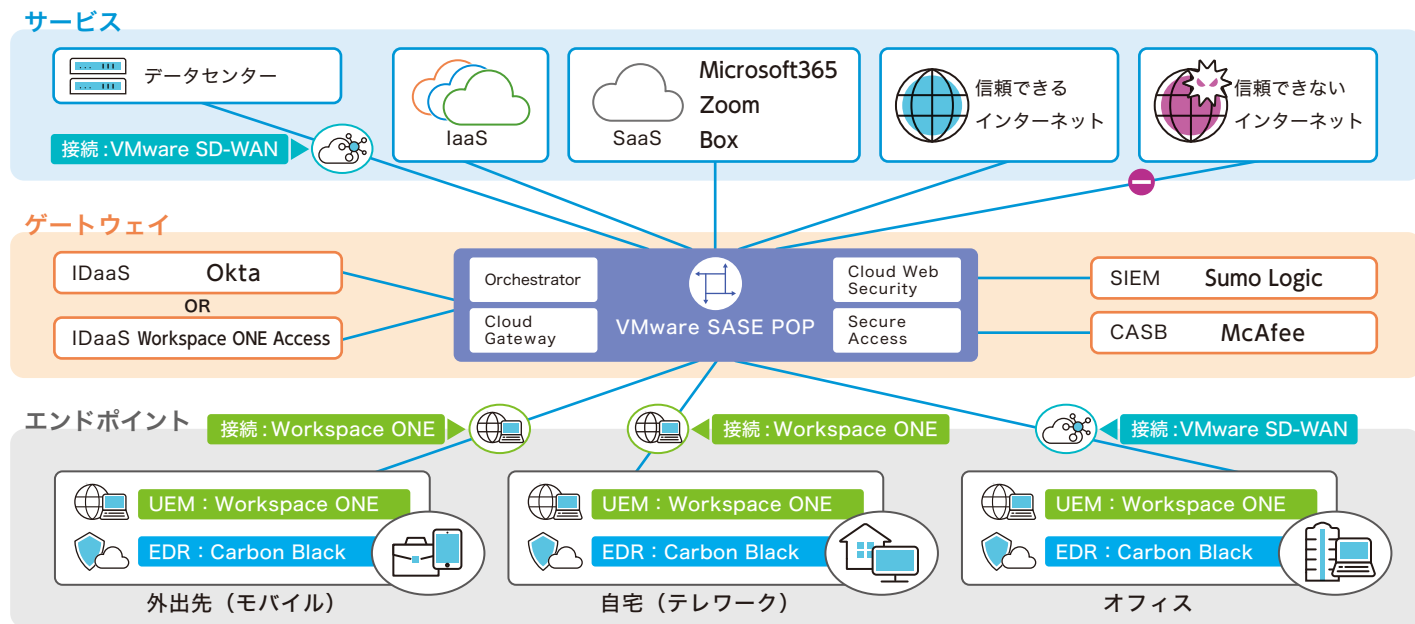 サービス
データセンター
接続:VMware SD-WAN
IaaS
SaaS
Microsoft365
Zoom
Box
信頼できる
インターネット
信頼できない
インターネット
ゲートウェイ
IDaaS Okta
OR
IDaaS Workspace ONE Access
Orchestrator
Cloud
Gateway
VMware SASE POP
Cloud Web
Security
Secure
Access
SIEM Sumo Logic
CASB McAfee
エンドポイント
接続:Workspace ONE
接続:Workspace ONE
接続:VMware SD-WAN
UEM:Workspace ONE
EDR:Carbon Black
外出先(モバイル)
UEM:Workspace ONE
EDR:Carbon Black
自宅(テレワーク)
UEM:Workspace ONE
EDR:Carbon Black
オフィス